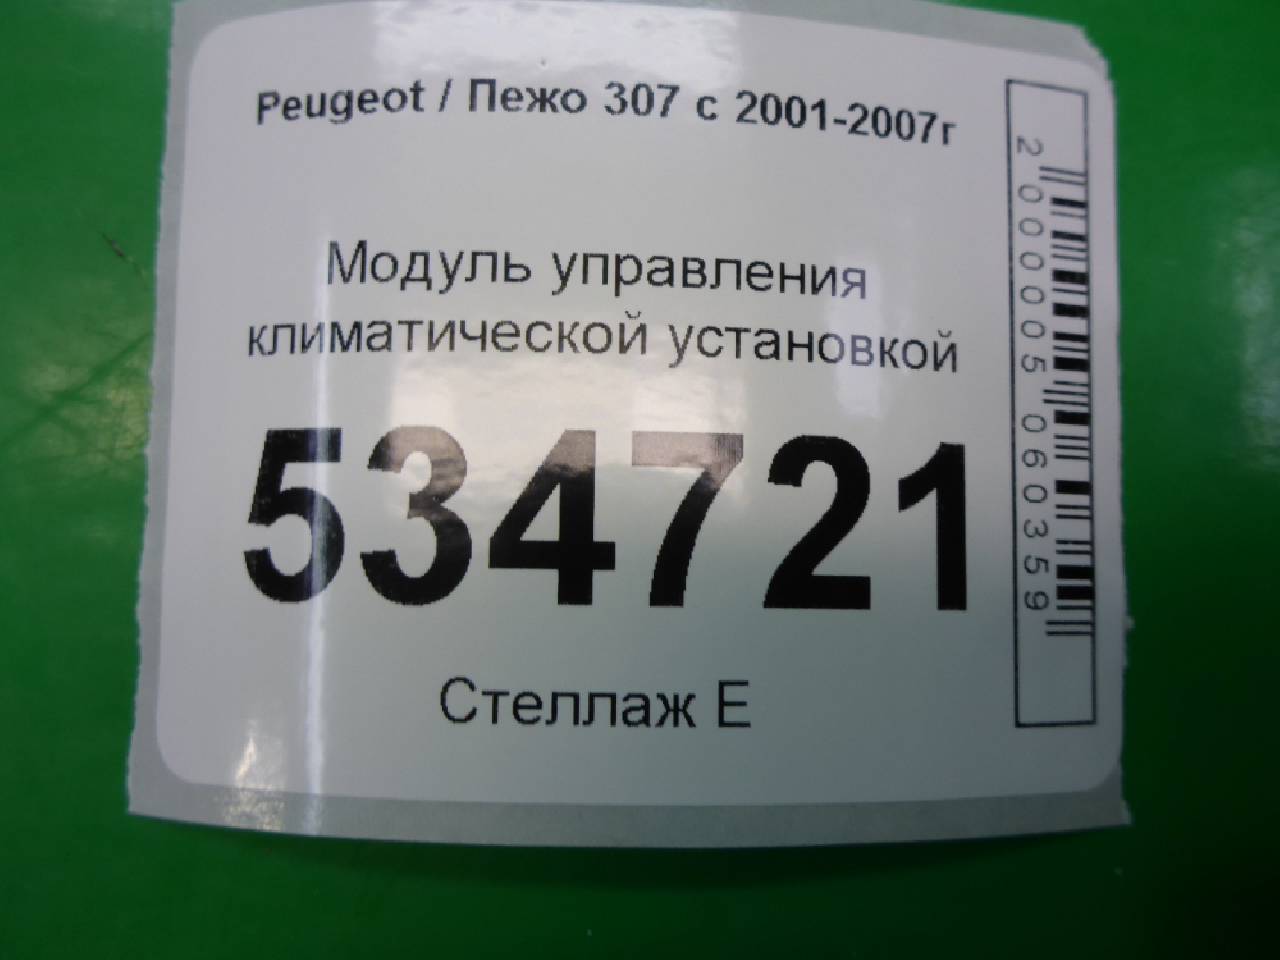 Peugeot / Пежо 307 с 2001-2007г
Модуль управления
климатической установкой
534721
Стеллаж Е
2000005060359